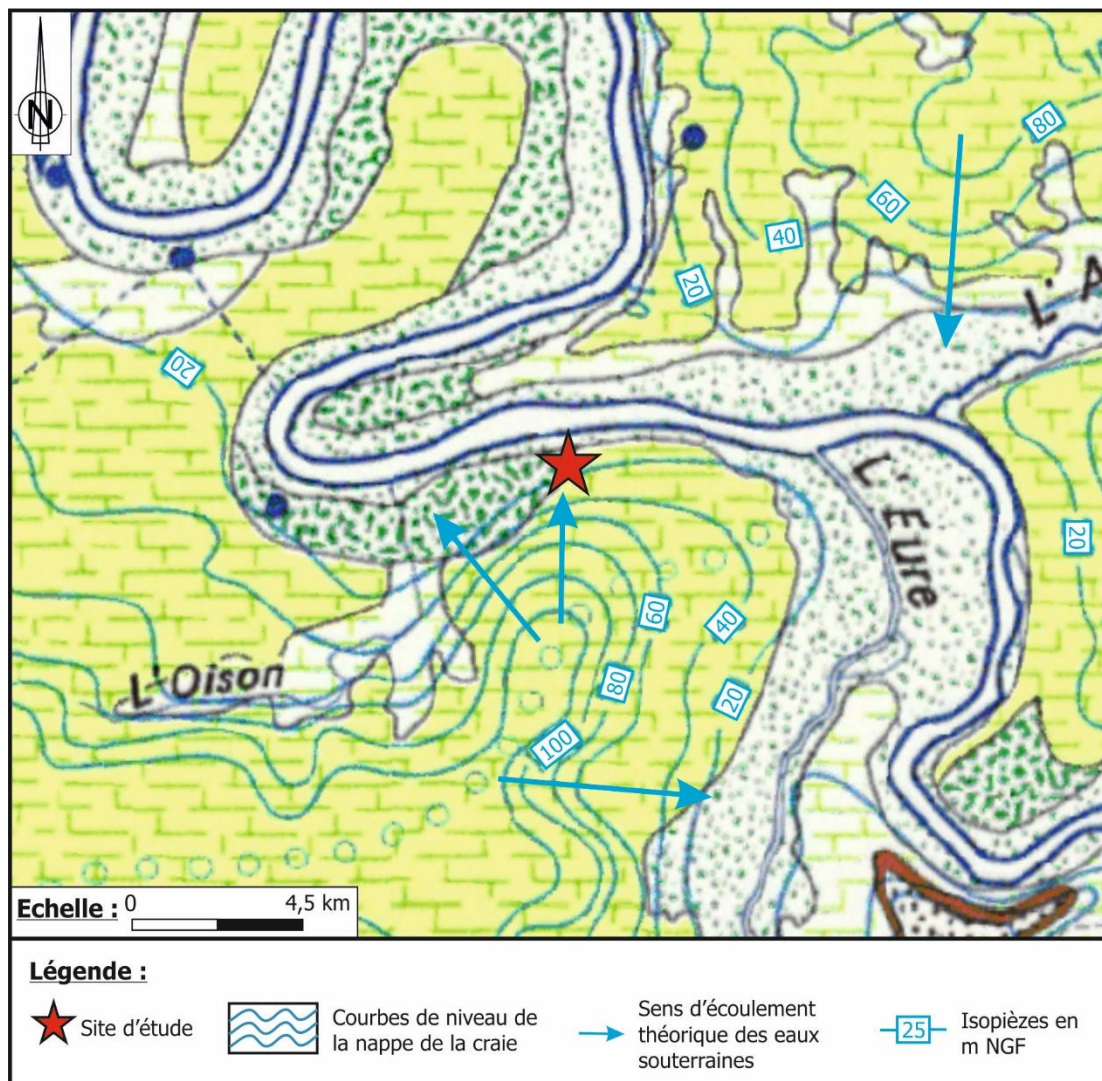 N
80
60
40
20
20
L' A
L' Eure
20
60
40
80
20
L'Oison
100
Echelle : 0 4,5 km
Légende :
Site d'étude
Courbes de niveau de
la nappe de la craie
Sens d'écoulement
théorique des eaux
souterraines
25
Isopièzes en
m NGF